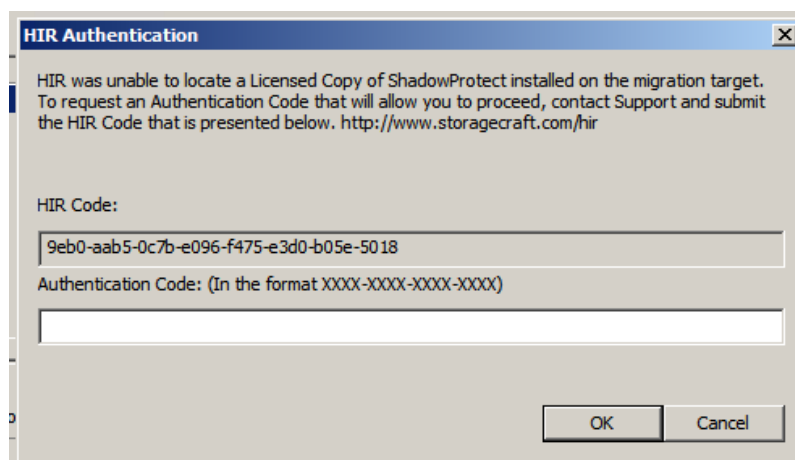 HIR Authentication
HIR was unable to locate a Licensed Copy of ShadowProtect installed on the migration target.
To request an Authentication Code that will allow you to proceed, contact Support and submit
the HIR Code that is presented below. http://www.storagecraft.com/hir
HIR Code:
9eb0-aab5-0c7b-e096-f475-e3d0-b05e-5018
Authentication Code: (In the format XXXX-XXXX-XXXX-XXXX)
OK Cancel